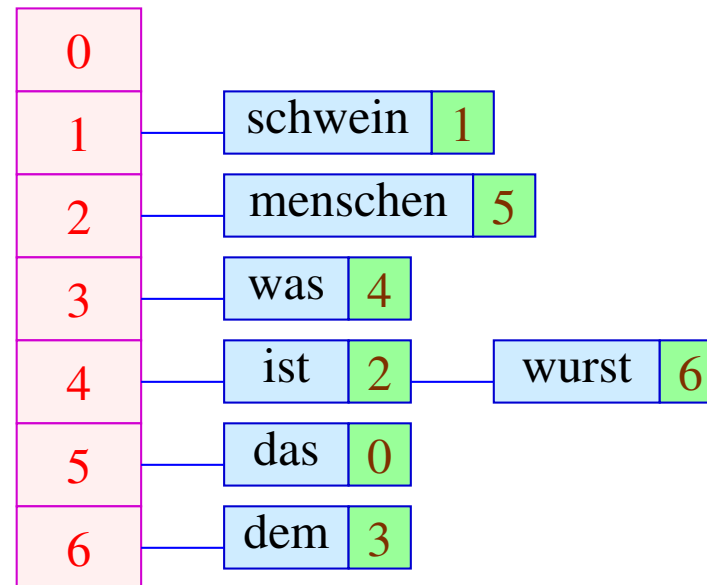 0
1 schwein 1
2 menschen 5
3 was 4
4 ist 2 wurst 6
5 das 0
6 dem 3